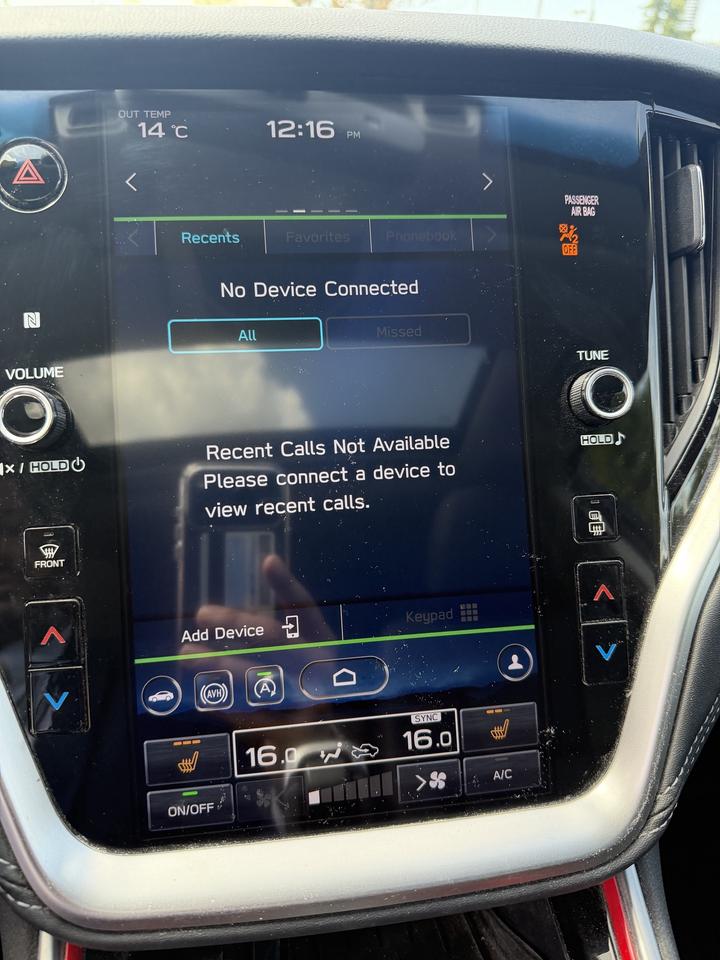 OUT TEMP
14 °C
12:16 PM
PASSENGER
AIR BAG
OFF
Recents
Favorites
Phonebook
No Device Connected
All
Missed
N
VOLUME
TUNE
× / HOLD
HOLD ♪
Recent Calls Not Available
Please connect a device to
view recent calls.
FRONT
Add Device
Keypad
AVH
A
SYNC
16.0
16.0
ON/OFF
A/C